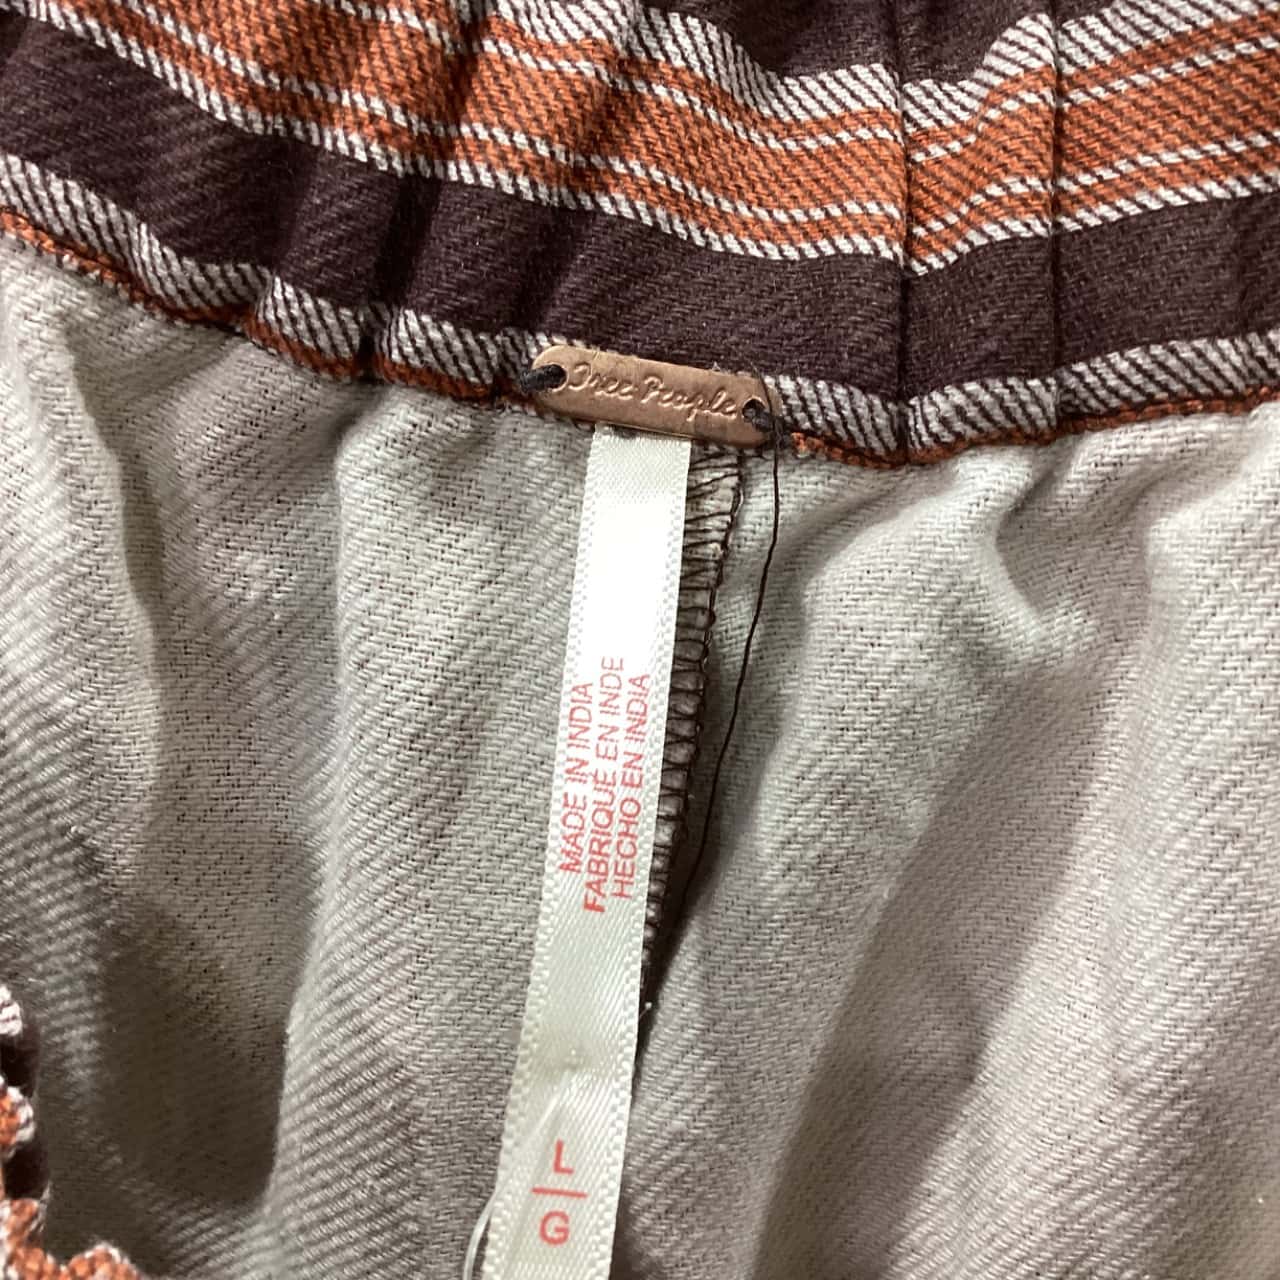 Free People
MADE IN INDIA
FABRIQUÉ EN INDE
HECHO EN INDIA
L
G